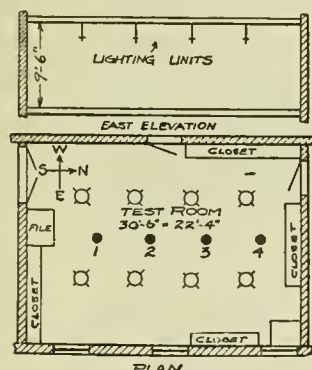 9'-6"
LIGHTING UNITS
EAST ELEVATION
CLOSET
W
S N
E
TEST ROOM
30'-6" = 22'-4"
FILE
1 2 3 4
CLOSET
CLOSET
CLOSET
PLAN